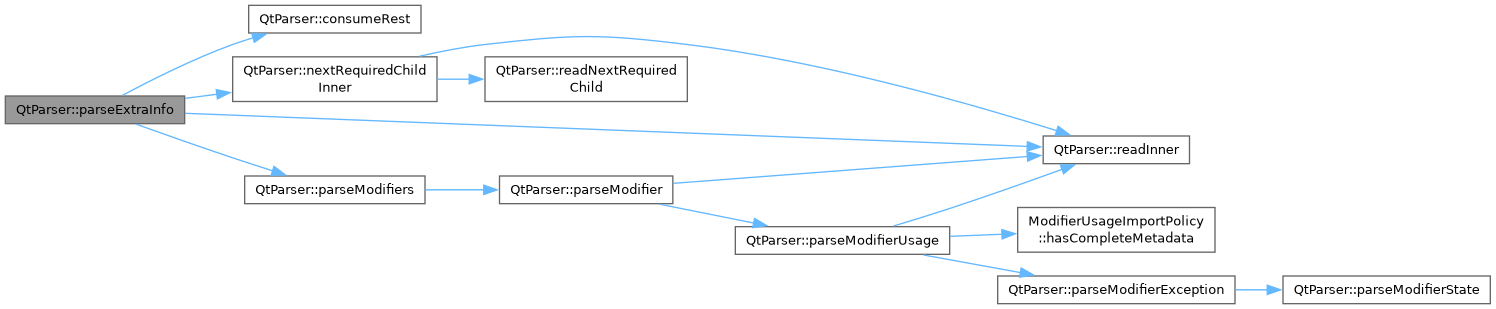 QtParser::consumeRest
QtParser::nextRequiredChild
Inner
QtParser::readNextRequired
Child
QtParser::parseExtraInfo
QtParser::readInner
QtParser::parseModifiers
QtParser::parseModifier
QtParser::parseModifierUsage
ModifierUsageImportPolicy
::hasCompleteMetadata
QtParser::parseModifierException
QtParser::parseModifierState